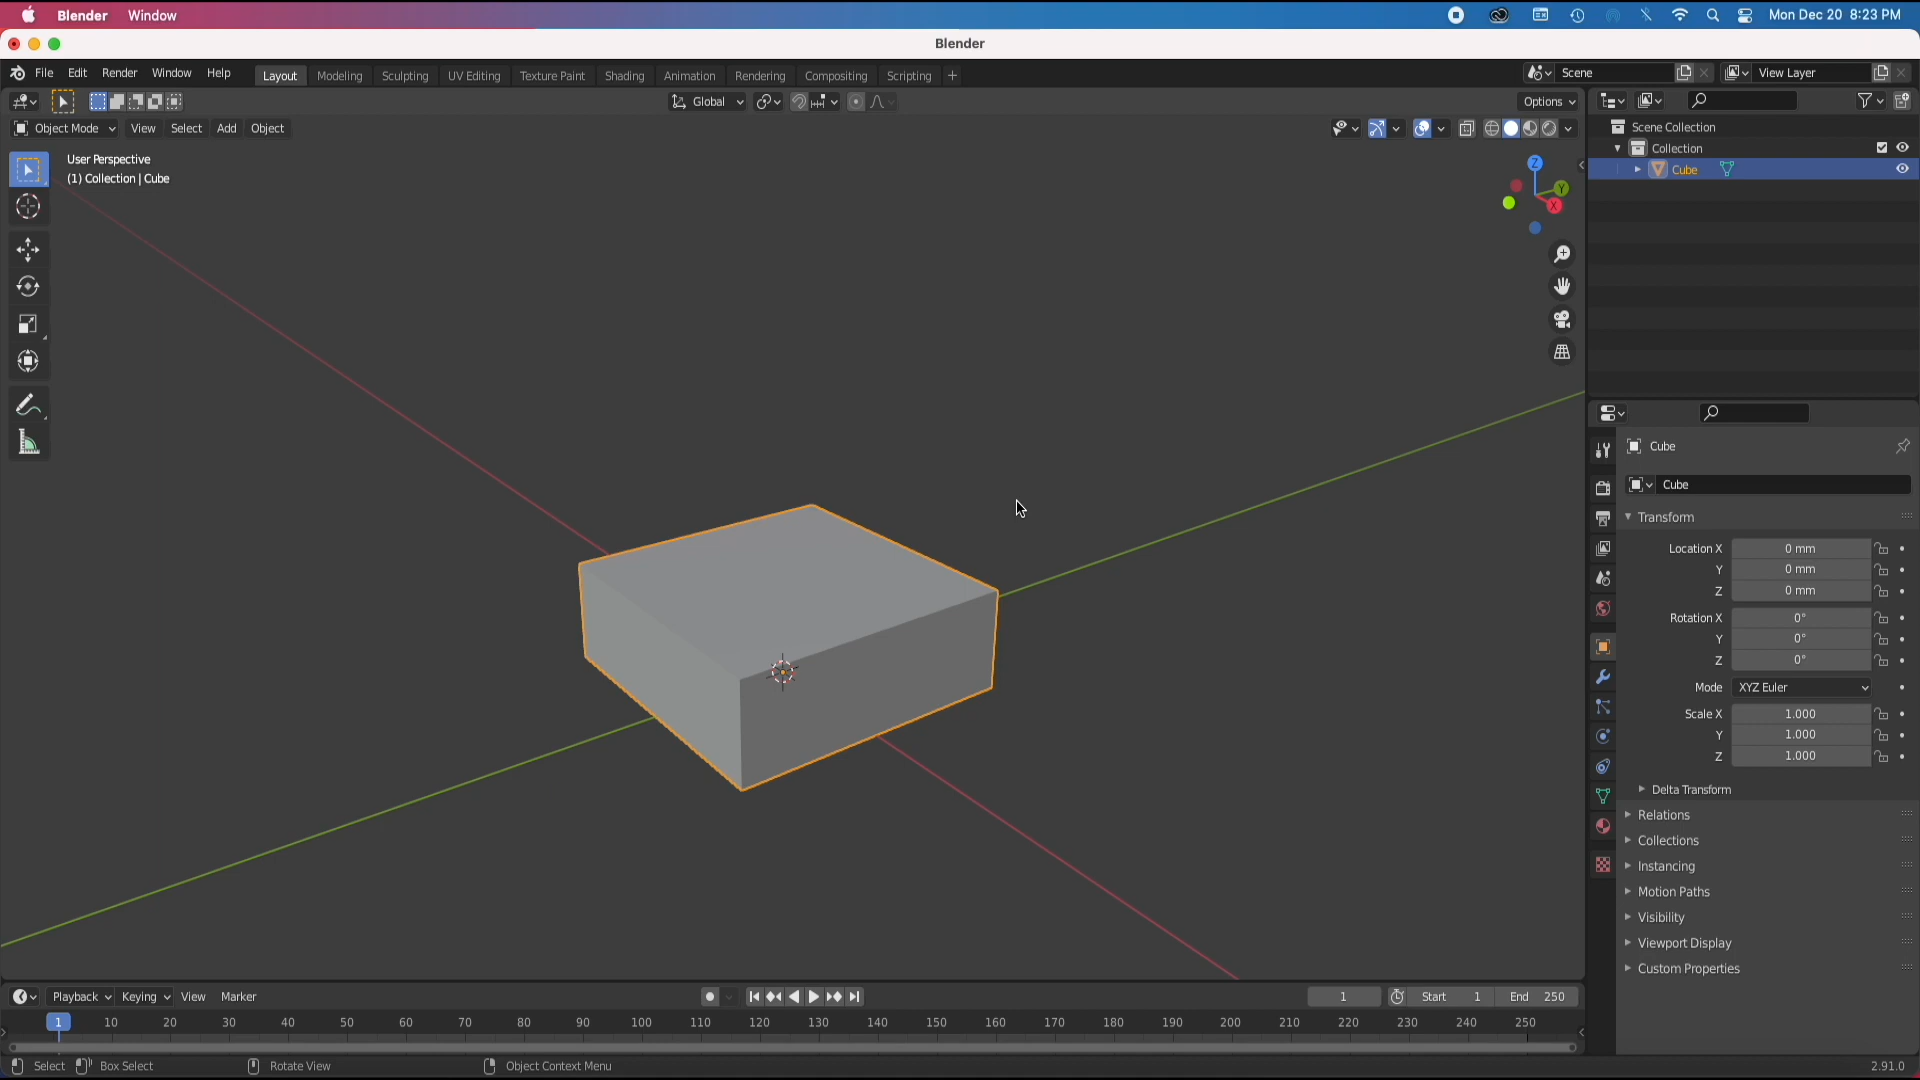 Blender Window Mon Dec 20 8:23 PM
Blender
File Edit Render Window Help Layout Modeling Sculpting UV Editing Texture Paint Shading Animation Rendering Compositing Scripting + Scene View Layer
Global Options
Object Mode View Select Add Object
User Perspective
(1) Collection | Cube
Z
Y
X
Scene Collection
Collection
Cube
Cube
Cube
Transform
Location X 0 mm
Y 0 mm
Z 0 mm
Rotation X 0°
Y 0°
Z 0°
Mode XYZ Euler
Scale X 1.000
Y 1.000
Z 1.000
Delta Transform
Relations
Collections
Instancing
Motion Paths
Visibility
Viewport Display
Custom Properties
Playback Keying View Marker 1 Start 1 End 250
1 10 20 30 40 50 60 70 80 90 100 110 120 130 140 150 160 170 180 190 200 210 220 230 240 250
Select Box Select Rotate View Object Context Menu 2.91.0